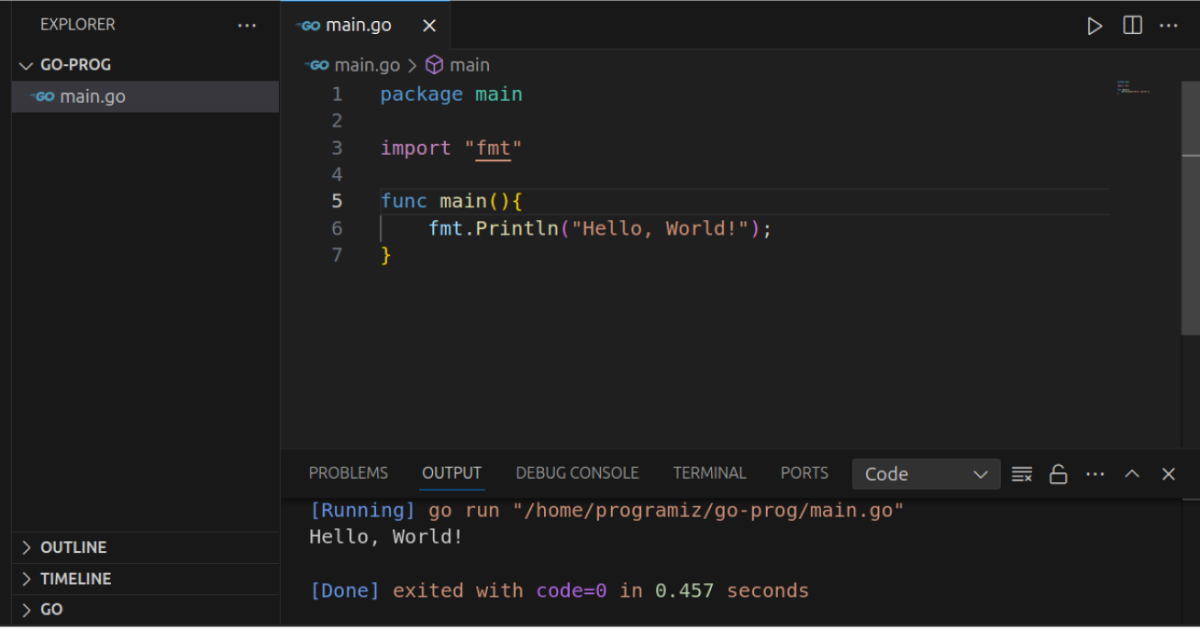 EXPLORER ...
GO-PROG
GO main.go
OUTLINE
TIMELINE
GO
GO main.go
GO main.go > main
1 package main
2
3 import "fmt"
4
5 func main(){
6     fmt.Println("Hello, World!");
7 }
PROBLEMS OUTPUT DEBUG CONSOLE TERMINAL PORTS Code
[Running] go run "/home/programiz/go-prog/main.go"
Hello, World!
[Done] exited with code=0 in 0.457 seconds